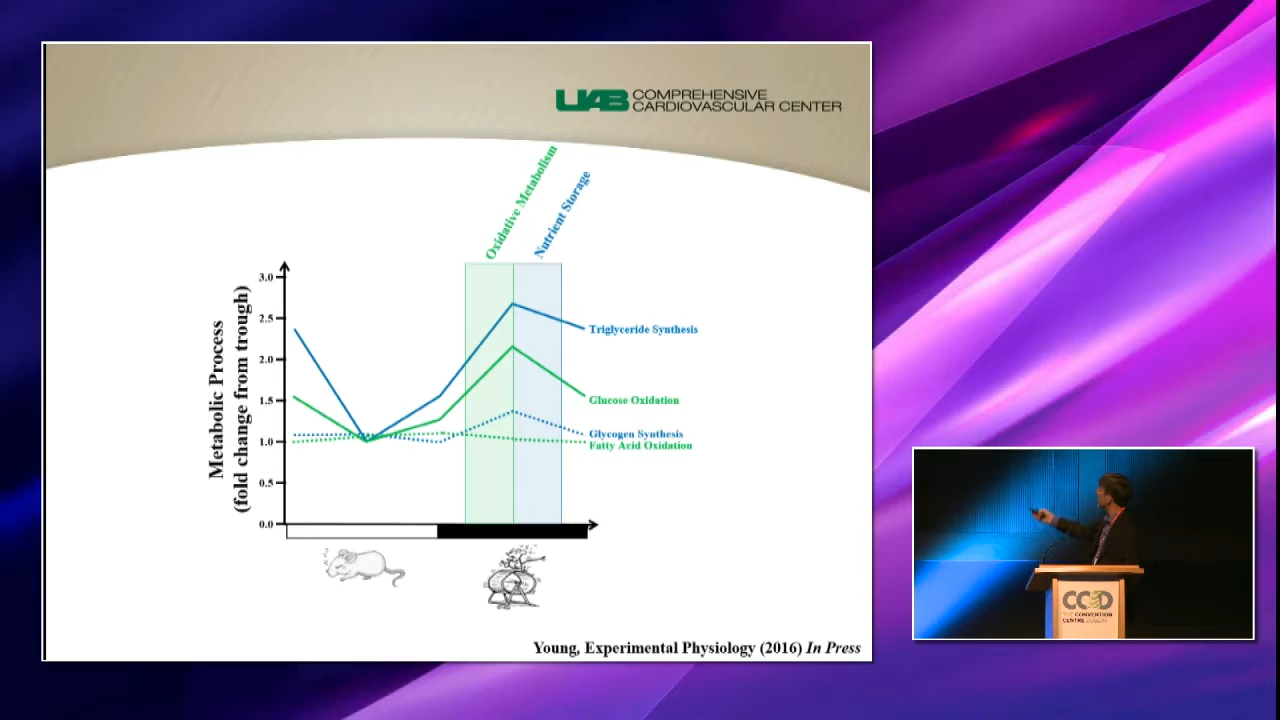 UAB COMPREHENSIVE
CARDIOVASCULAR CENTER
Oxidative Metabolism
Nutrient Storage
Metabolic Process
(fold change from trough)
3.0
2.5
2.0
1.5
1.0
0.5
0.0
Triglyceride Synthesis
Glucose Oxidation
Glycogen Synthesis
Fatty Acid Oxidation
Young, Experimental Physiology (2016) In Press
THE CONVENTION
CENTRE DUBLIN